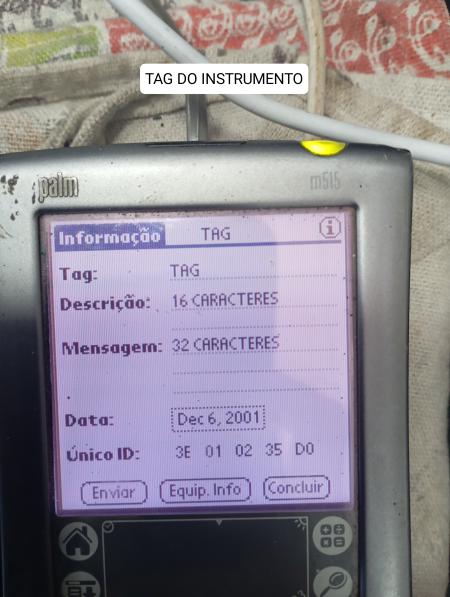 TAG DO INSTRUMENTO
palm
m515
Informação TAG i
Tag: TAG
Descrição: 16 CARACTERES
Mensagem: 32 CARACTERES
Data: Dec 6, 2001
Único ID: 3E 01 02 35 D0
Enviar Equip. Info Concluir